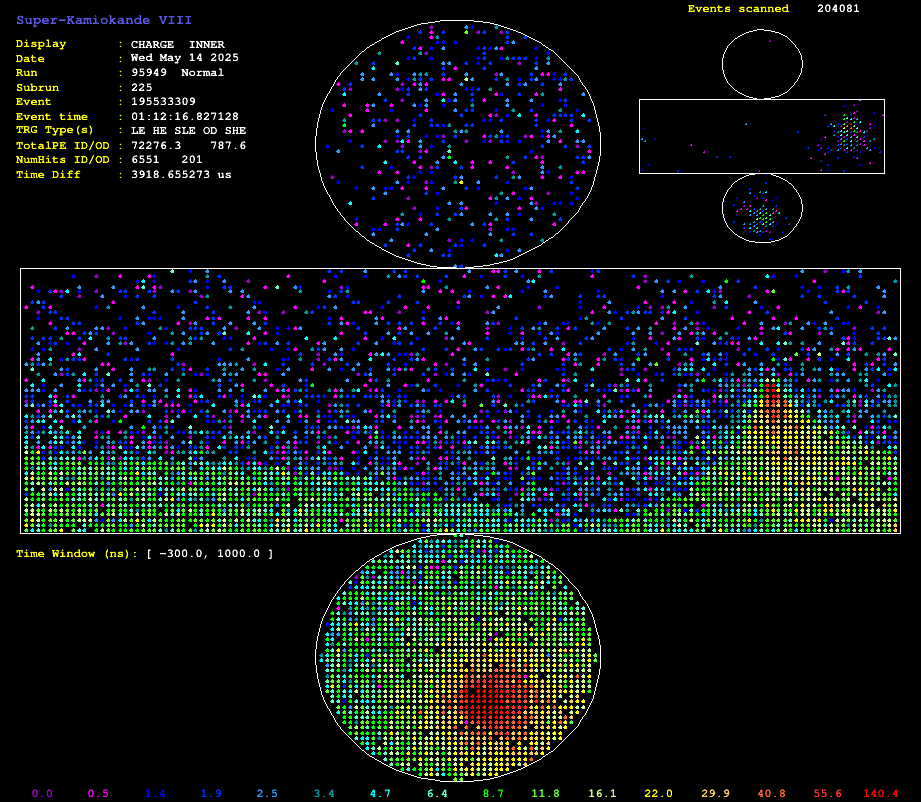 Super-Kamiokande VIII
Events scanned 204081
Display : CHARGE INNER
Date : Wed May 14 2025
Run : 95949 Normal
Subrun : 225
Event : 195533309
Event time : 01:12:16.827128
TRG Type(s) : LE HE SLE OD SHE
TotalPE ID/OD : 72276.3 787.6
NumHits ID/OD : 6551 201
Time Diff : 3918.655273 us
Time Window (ns): [ −300.0, 1000.0 ]
0.0 0.5 1.4 1.9 2.5 3.4 4.7 6.4 8.7 11.8 16.1 22.0 29.9 40.8 55.6 140.4